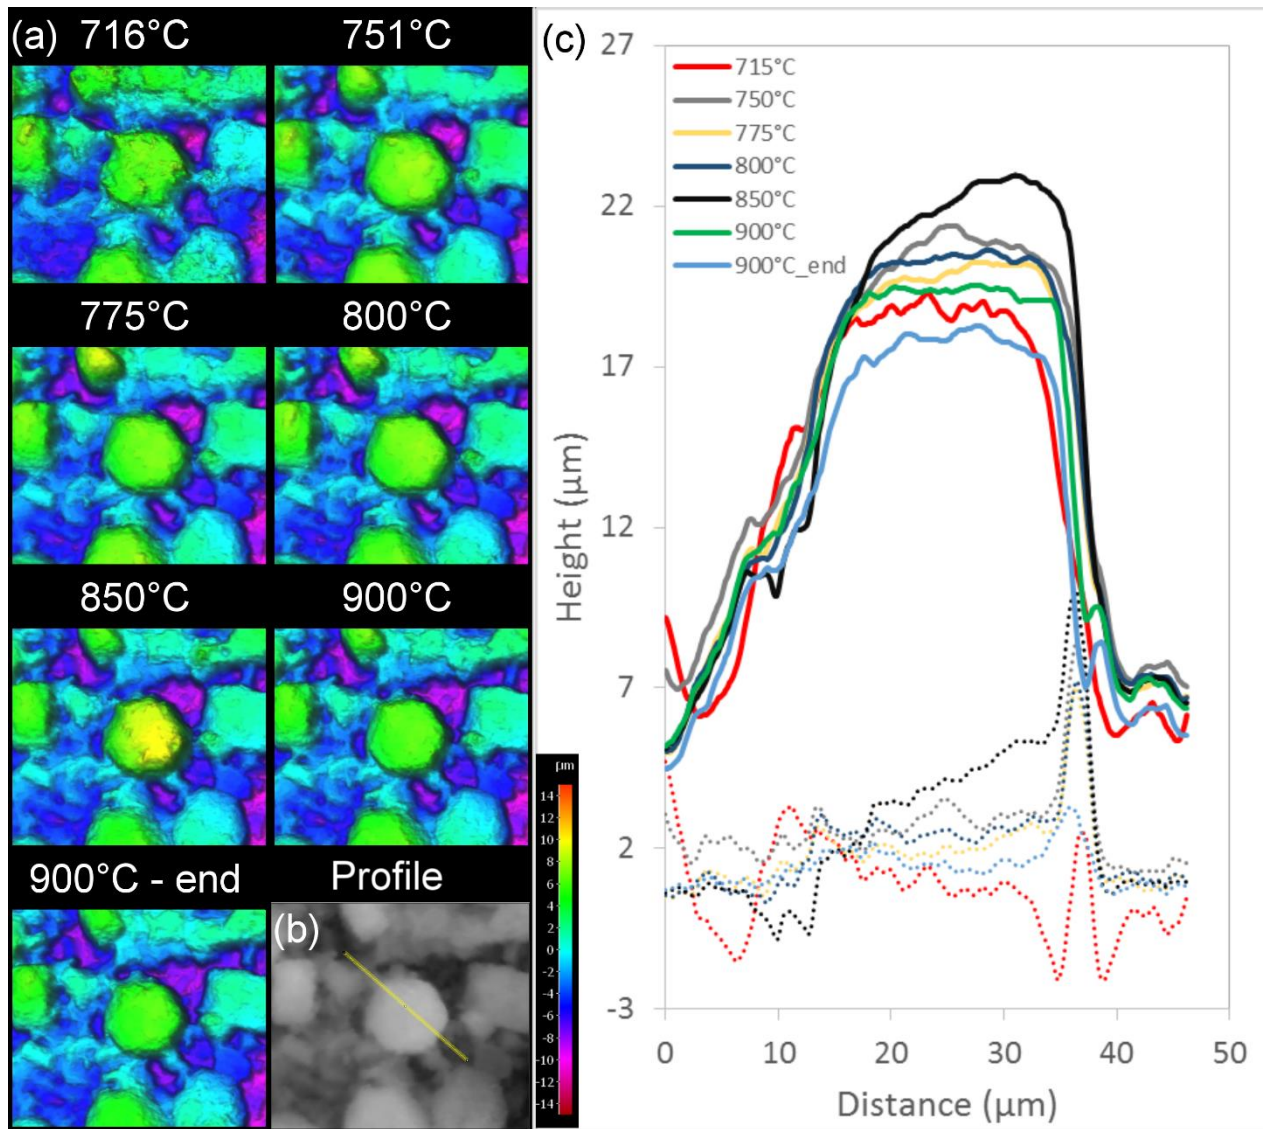 (a) 716°C
751°C
775°C
800°C
850°C
900°C
900°C - end
Profile
(b)
µm
14
12
10
8
6
4
2
0
-2
-4
-6
-8
-10
-12
-14
(c)
27
22
17
12
7
2
-3
Height (µm)
715°C
750°C
775°C
800°C
850°C
900°C
900°C_end
0
10
20
30
40
50
Distance (µm)